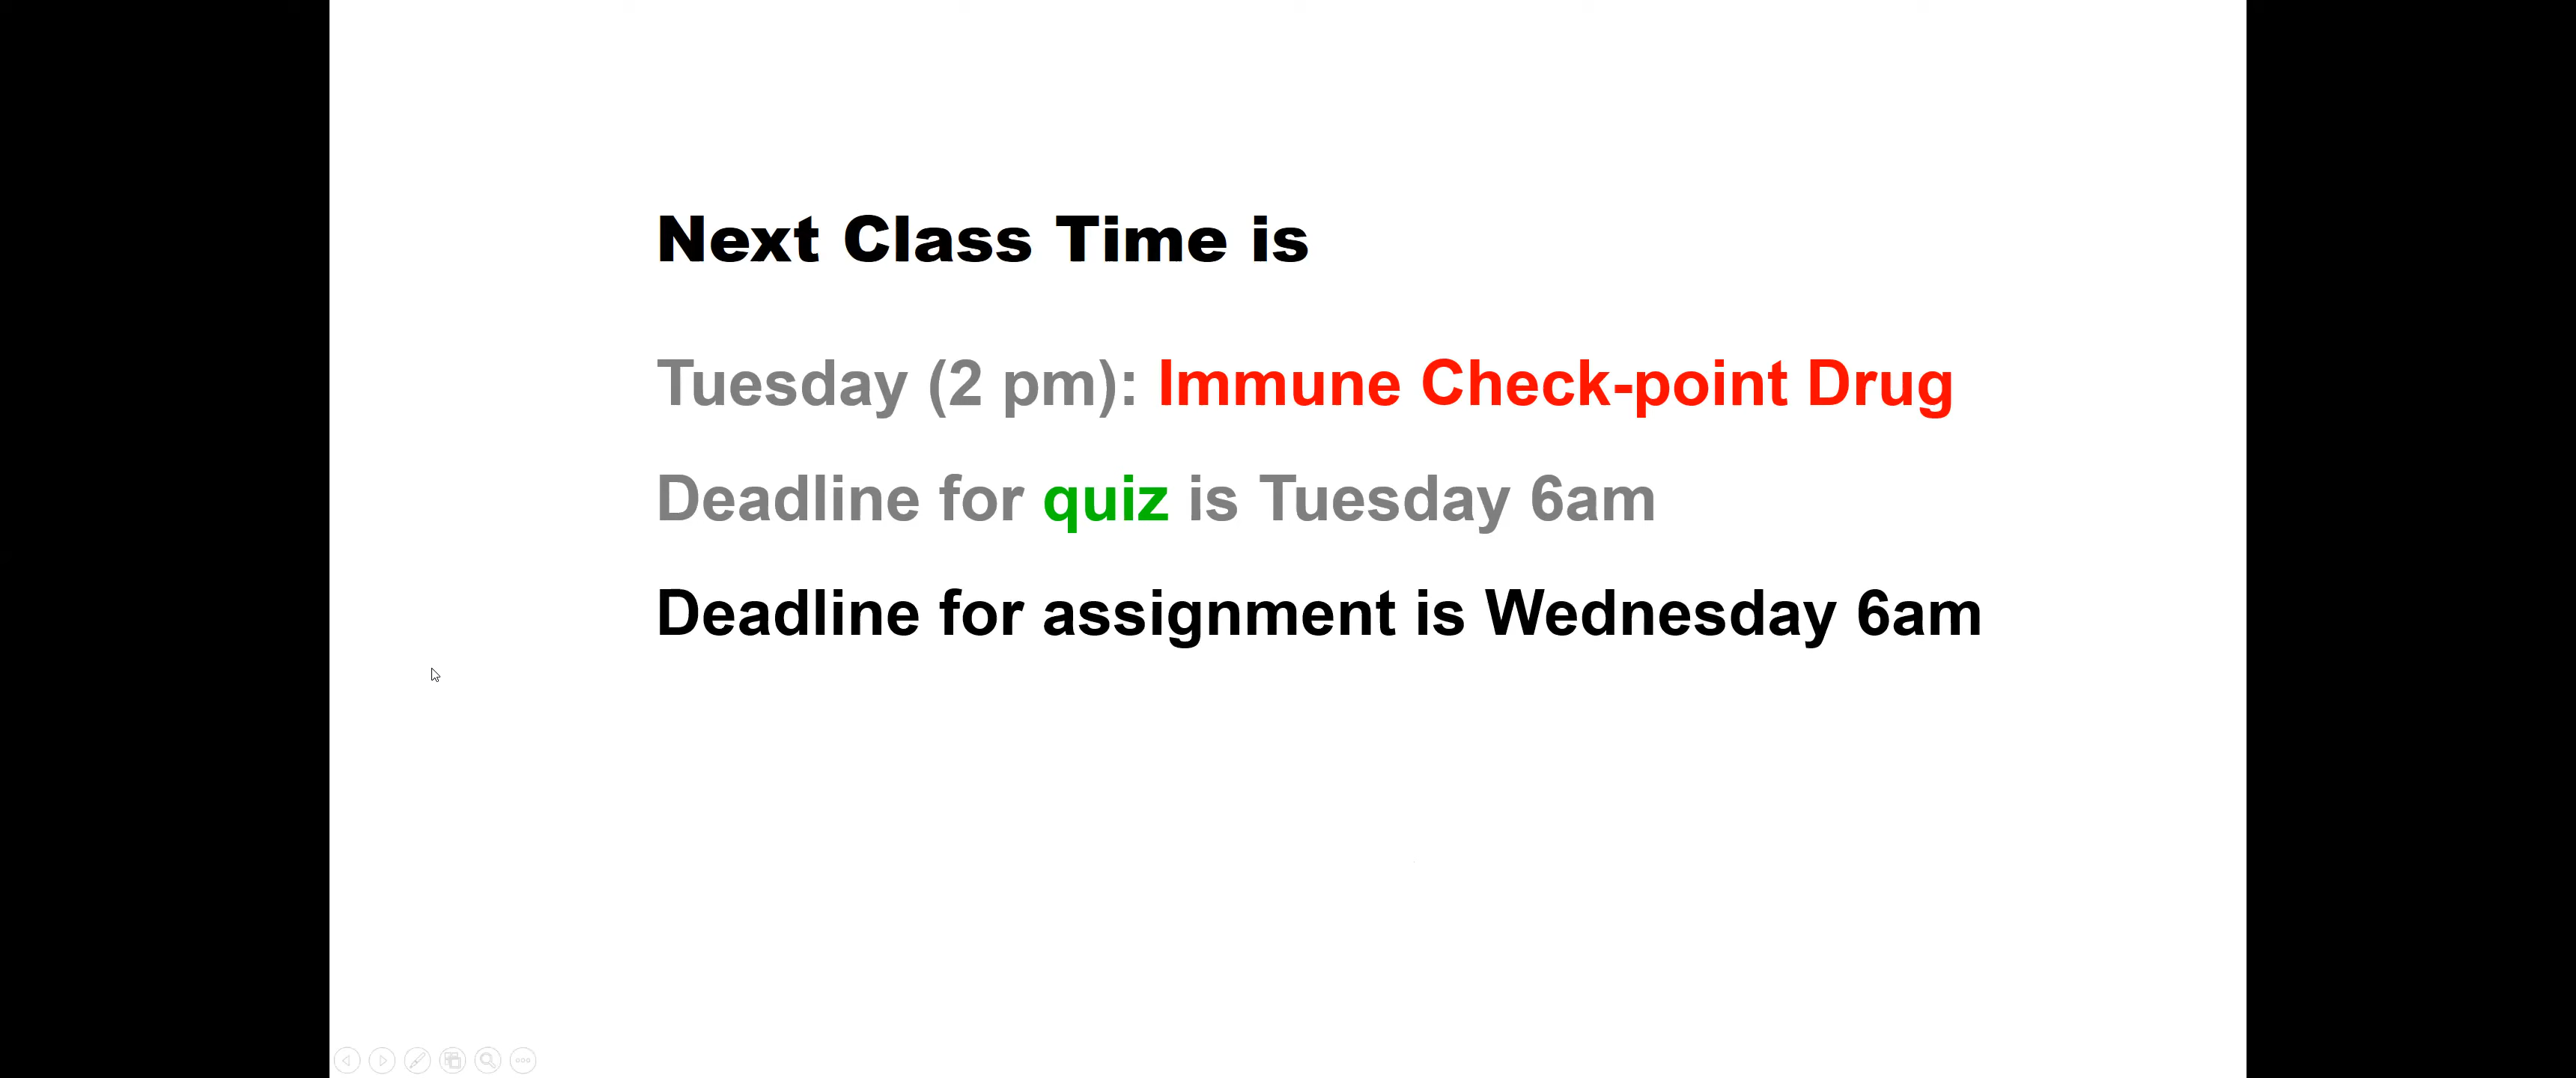 Next Class Time is
Tuesday (2 pm): Immune Check-point Drug
Deadline for quiz is Tuesday 6am
Deadline for assignment is Wednesday 6am